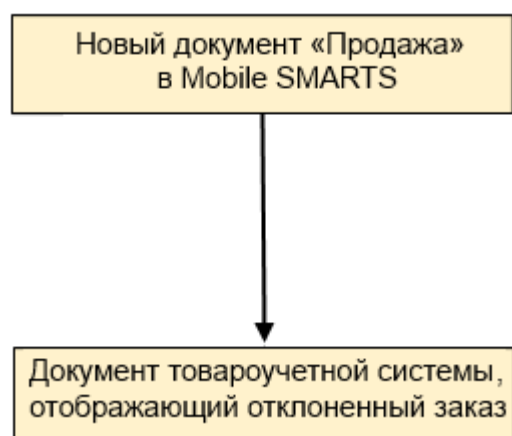 Новый документ «Продажа»
в Mobile SMARTS
Документ товароучетной системы,
отображающий отклоненный заказ